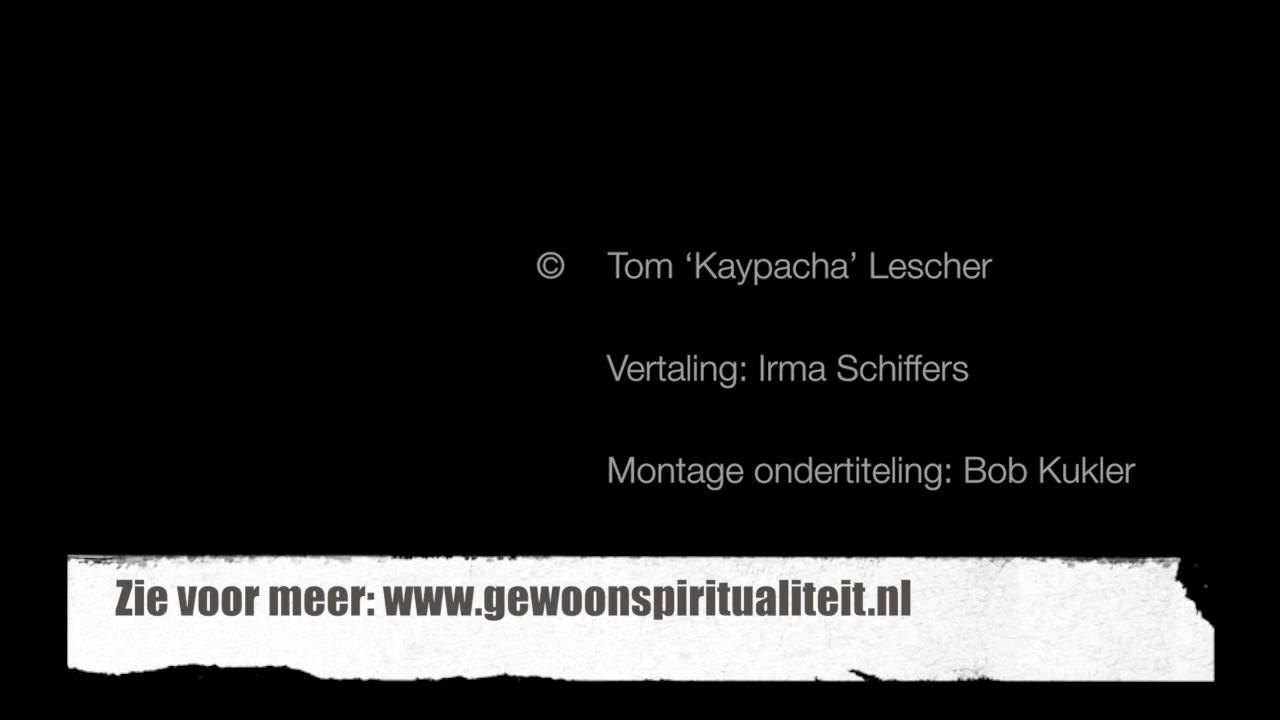 © Tom ‘Kaypacha’ Lescher
Vertaling: Irma Schiffers
Montage ondertiteling: Bob Kukler
Zie voor meer: www.gewoonspiritualiteit.nl